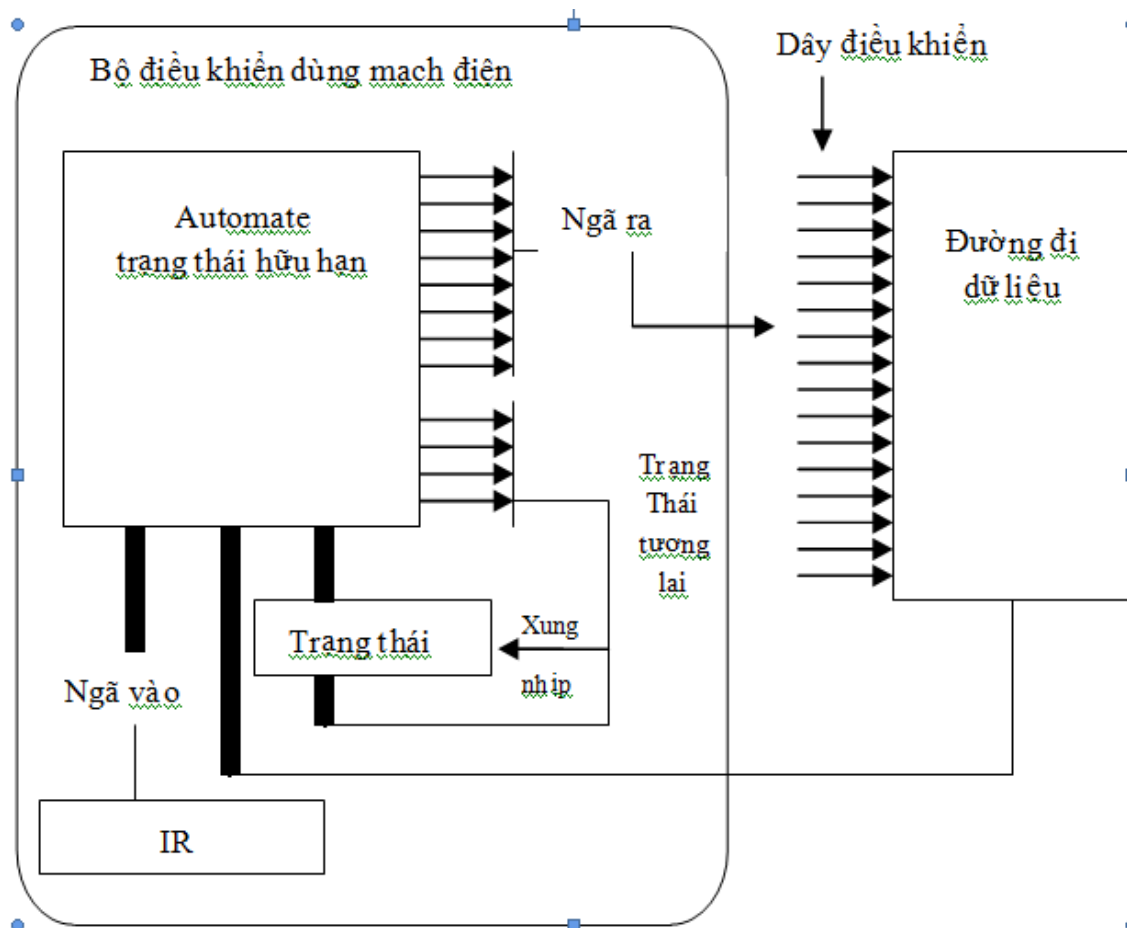 Bộ điều khiển dùng mạch điện
Dây điều khiển
Automate
trạng thái hữu hạn
Ngã ra
Đường đi
dữ liệu
Trạng
Thái
tương
lai
Trạng thái
Xung
nhịp
Ngã vào
IR